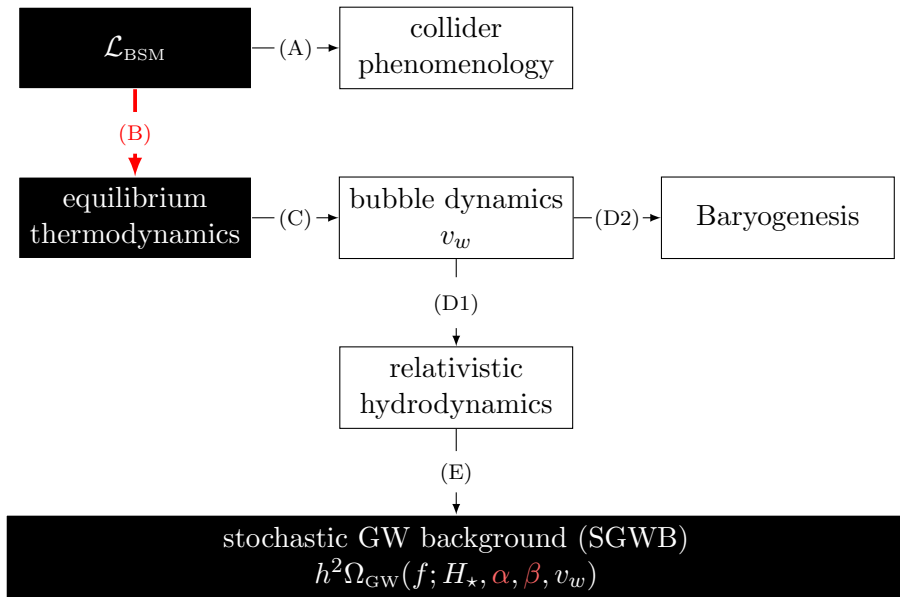 ℒ_BSM
(A)
collider
phenomenology
(B)
equilibrium
thermodynamics
(C)
bubble dynamics
v_w
(D2)
Baryogenesis
(D1)
relativistic
hydrodynamics
(E)
stochastic GW background (SGWB)
h²Ω_GW(f; H_⋆, α, β, v_w)